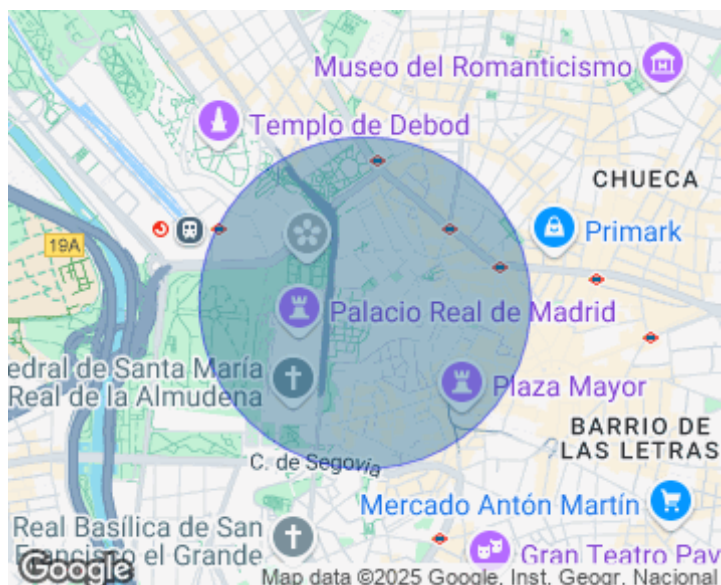 Museo del Romanticismo
Templo de Debod
CHUECA
Primark
19A
Palacio Real de Madrid
edral de Santa María
Real de la Almudena
Plaza Mayor
BARRIO DE
LAS LETRAS
C. de Segovia
Mercado Antón Martín
Real Basílica de San
Francisco el Grande
Gran Teatro Pav
Google
Map data ©2025 Google, Inst. Geogr. Nacional